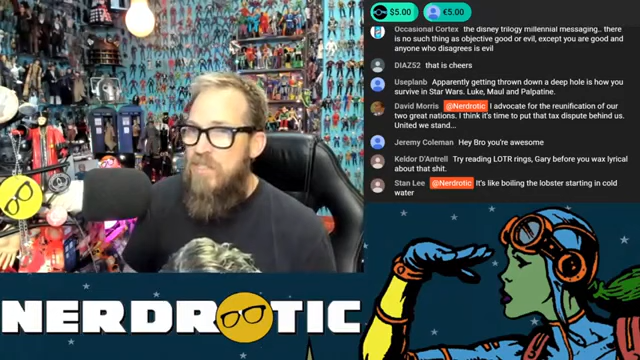 $5.00 €5.00
Occasional Cortex the disney trilogy millennial messaging.. there
is no such thing as objective good or evil, except you are good and
anyone who disagrees is evil
DIAZ52 that is cheers
Useplanb Apparently getting thrown down a deep hole is how you
survive in Star Wars. Luke, Maul and Palpatine.
David Morris @Nerdrotic I advocate for the reunification of our
two great nations. I think it's time to put that tax dispute behind us.
United we stand...
Jeremy Coleman Hey Bro you're awesome
Keldor D'Antrell Try reading LOTR rings, Gary before you wax lyrical
about that shit.
Stan Lee @Nerdrotic It's like boiling the lobster starting in cold
water
NERDROTIC